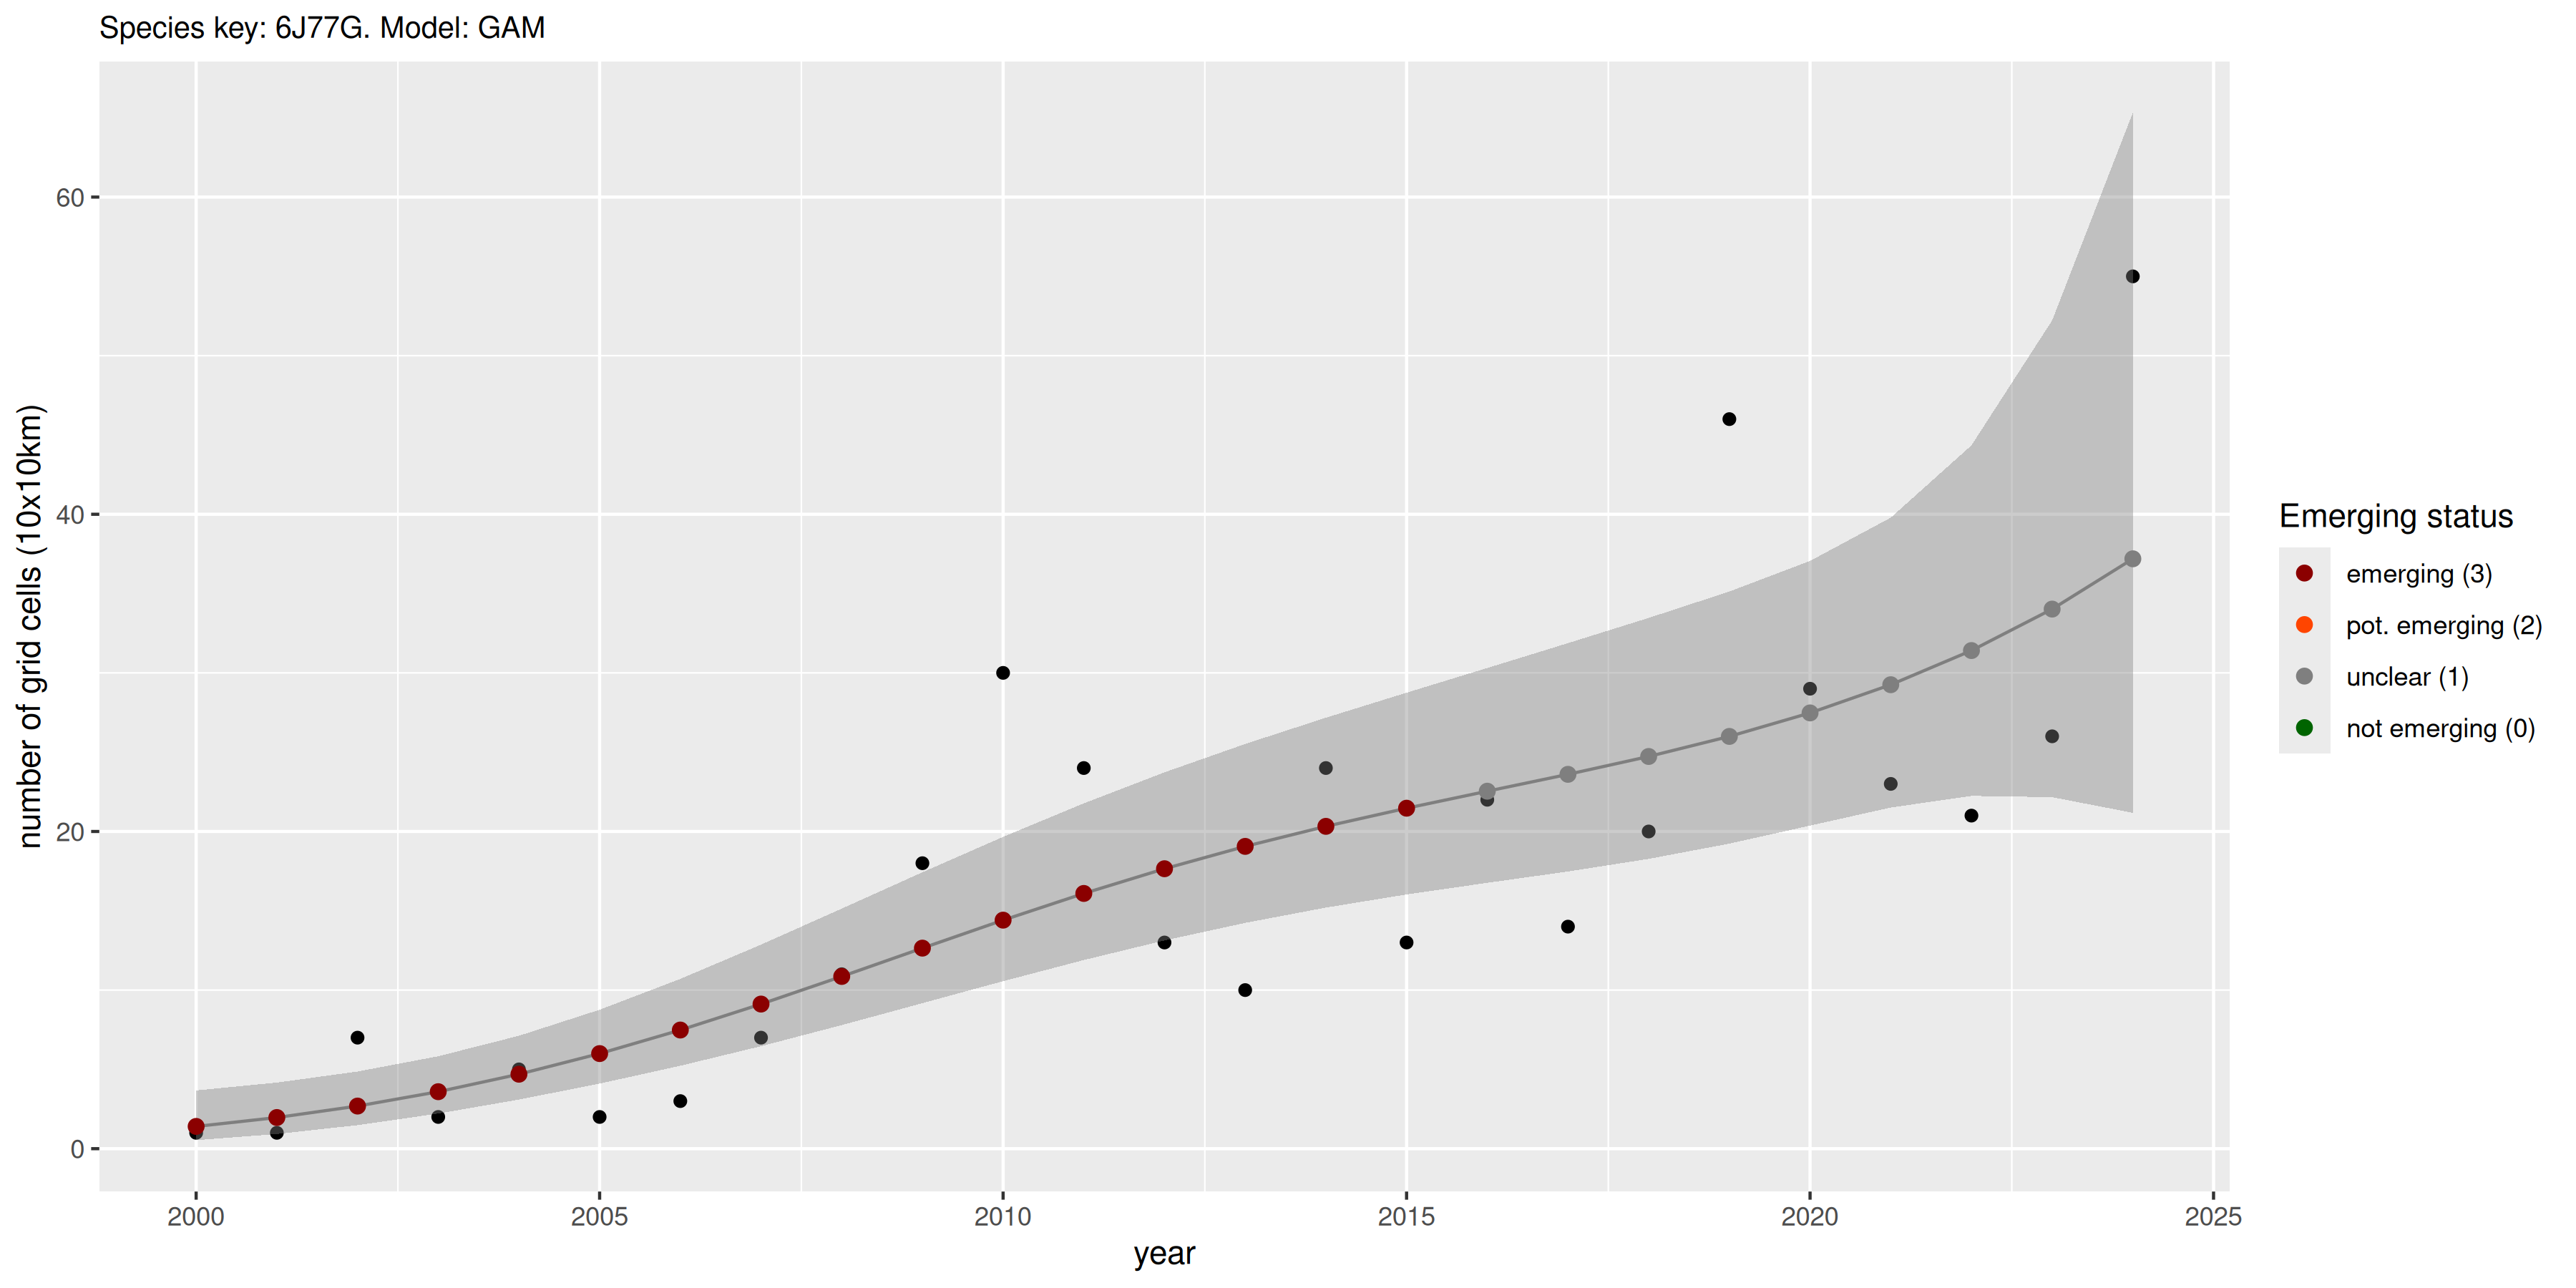 Species key: 6J77G. Model: GAM
number of grid cells (10x10km)
60
40
20
0
2000
2005
2010
2015
2020
2025
year
Emerging status
emerging (3)
pot. emerging (2)
unclear (1)
not emerging (0)